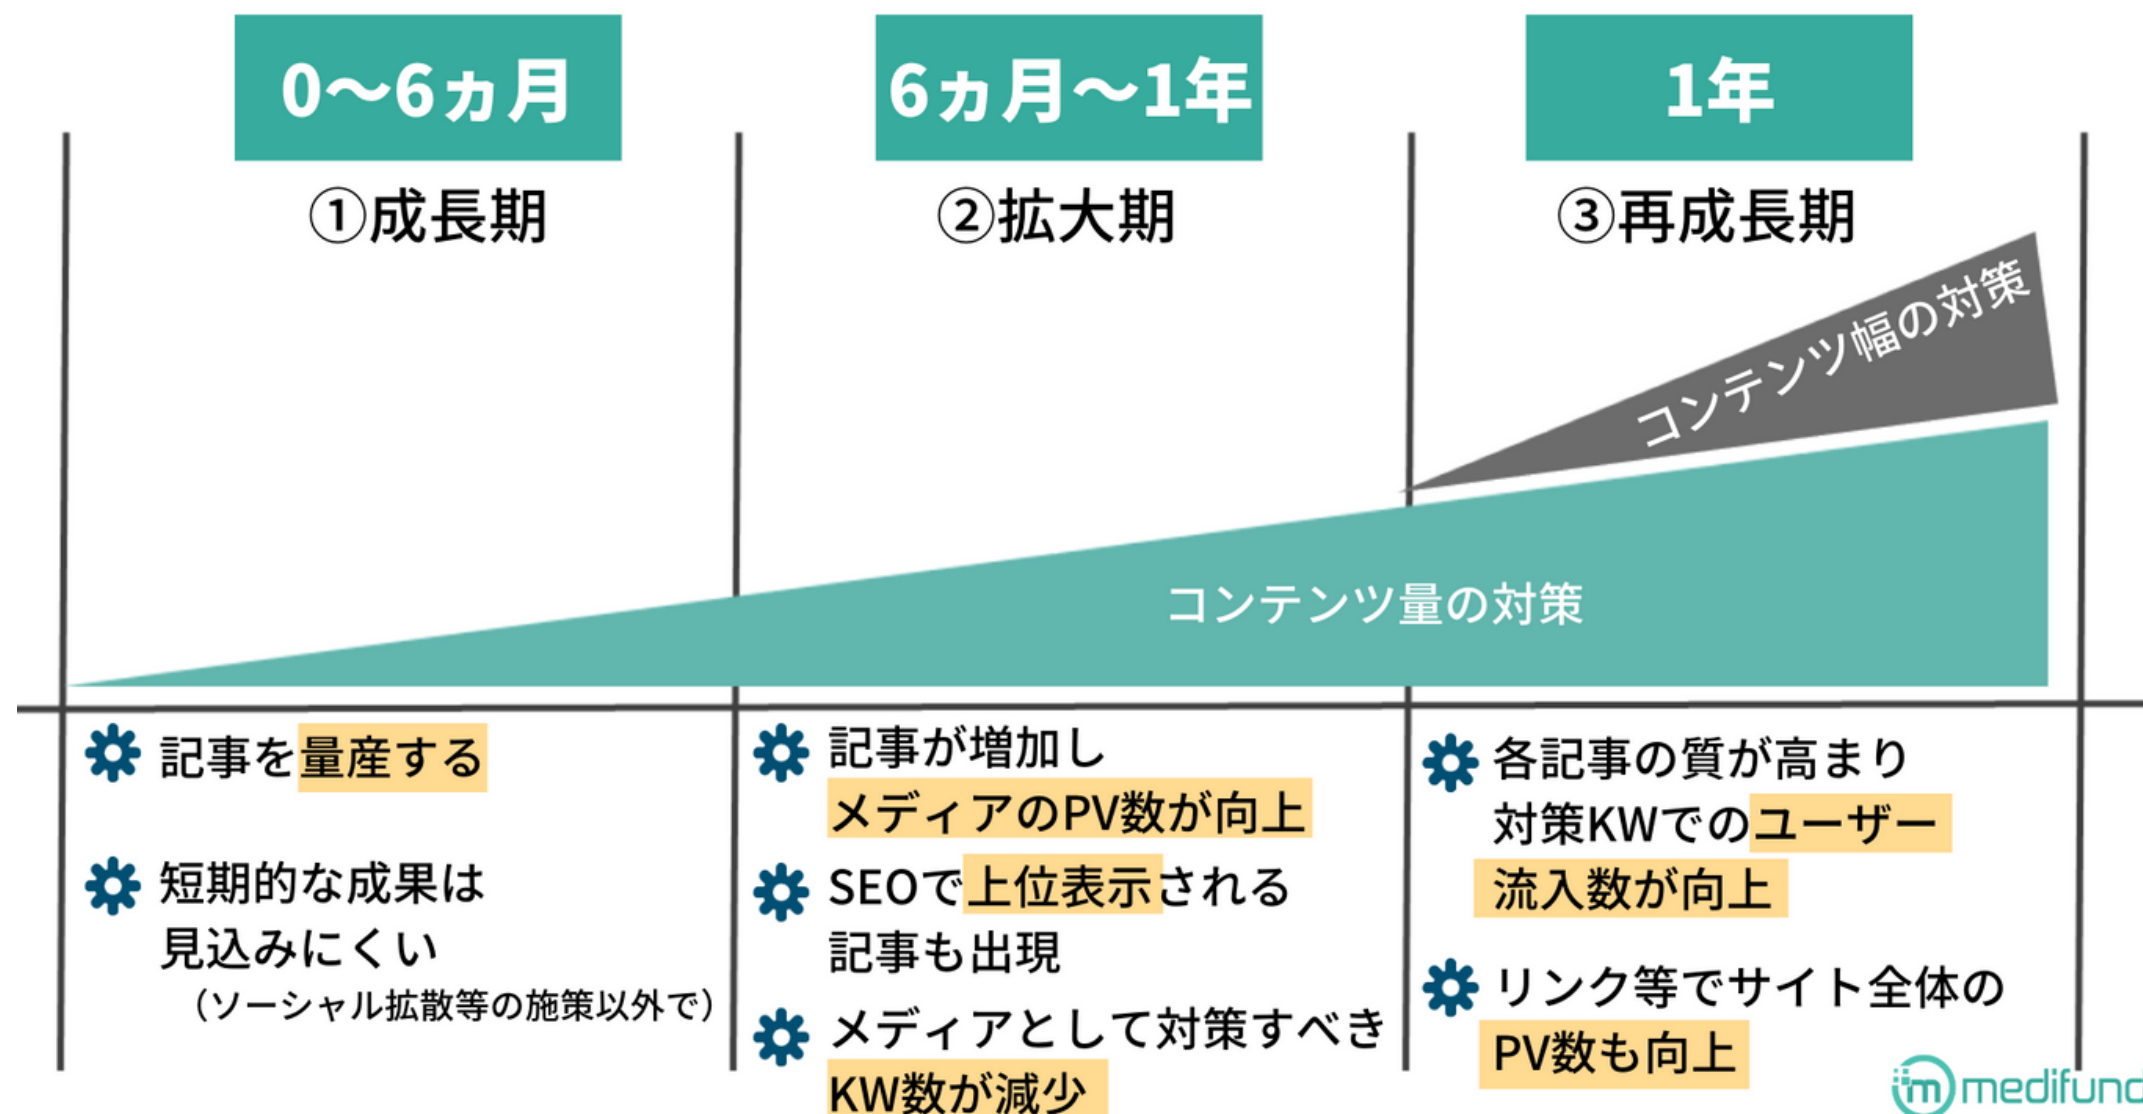 0〜6ヵ月
①成長期
6ヵ月〜1年
②拡大期
1年
③再成長期
コンテンツ幅の対策
コンテンツ量の対策
記事を量産する
短期的な成果は
見込みにくい
（ソーシャル拡散等の施策以外で）
記事が増加し
メディアのPV数が向上
SEOで上位表示される
記事も出現
メディアとして対策すべき
KW数が減少
各記事の質が高まり
対策KWでのユーザー
流入数が向上
リンク等でサイト全体の
PV数も向上
medifund